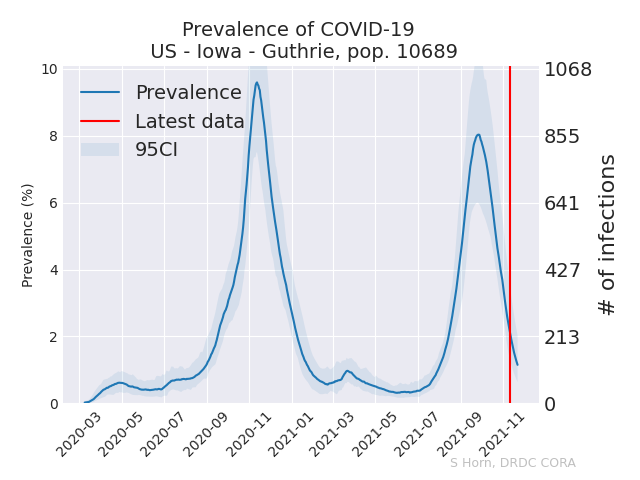 Prevalence of COVID-19
US - Iowa - Guthrie, pop. 10689
Prevalence
Latest data
95CI
Prevalence (%)
10
8
6
4
2
0
1068
855
641
427
213
0
# of infections
2020-03
2020-05
2020-07
2020-09
2020-11
2021-01
2021-03
2021-05
2021-07
2021-09
2021-11
S Horn, DRDC CORA